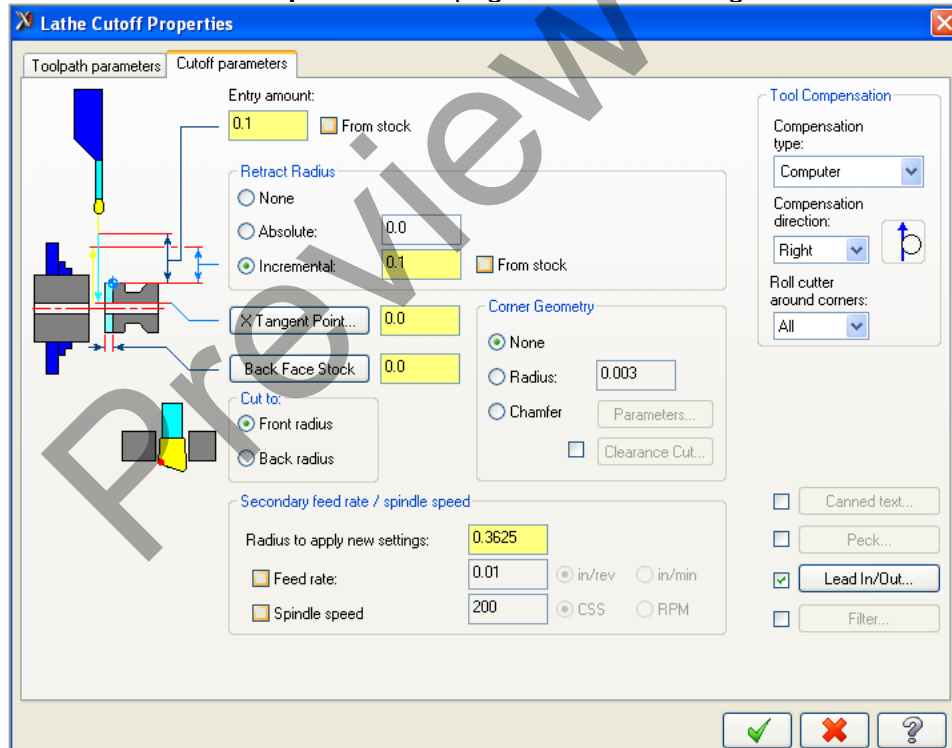 Lathe Cutoff Properties
Toolpath parameters Cutoff parameters
Entry amount:
0.1 From stock
Retract Radius
None
Absolute: 0.0
Incremental: 0.1 From stock
X Tangent Point... 0.0
Back Face Stock 0.0
Cut to:
Front radius
Back radius
Corner Geometry
None
Radius: 0.003
Chamfer Parameters...
Clearance Cut...
Secondary feed rate / spindle speed
Radius to apply new settings: 0.3625
Feed rate: 0.01 in/rev in/min
Spindle speed 200 CSS RPM
Tool Compensation
Compensation
type:
Computer
Compensation
direction:
Right
Roll cutter
around corners:
All
Canned text...
Peck...
Lead In/Out...
Filter...
Preview